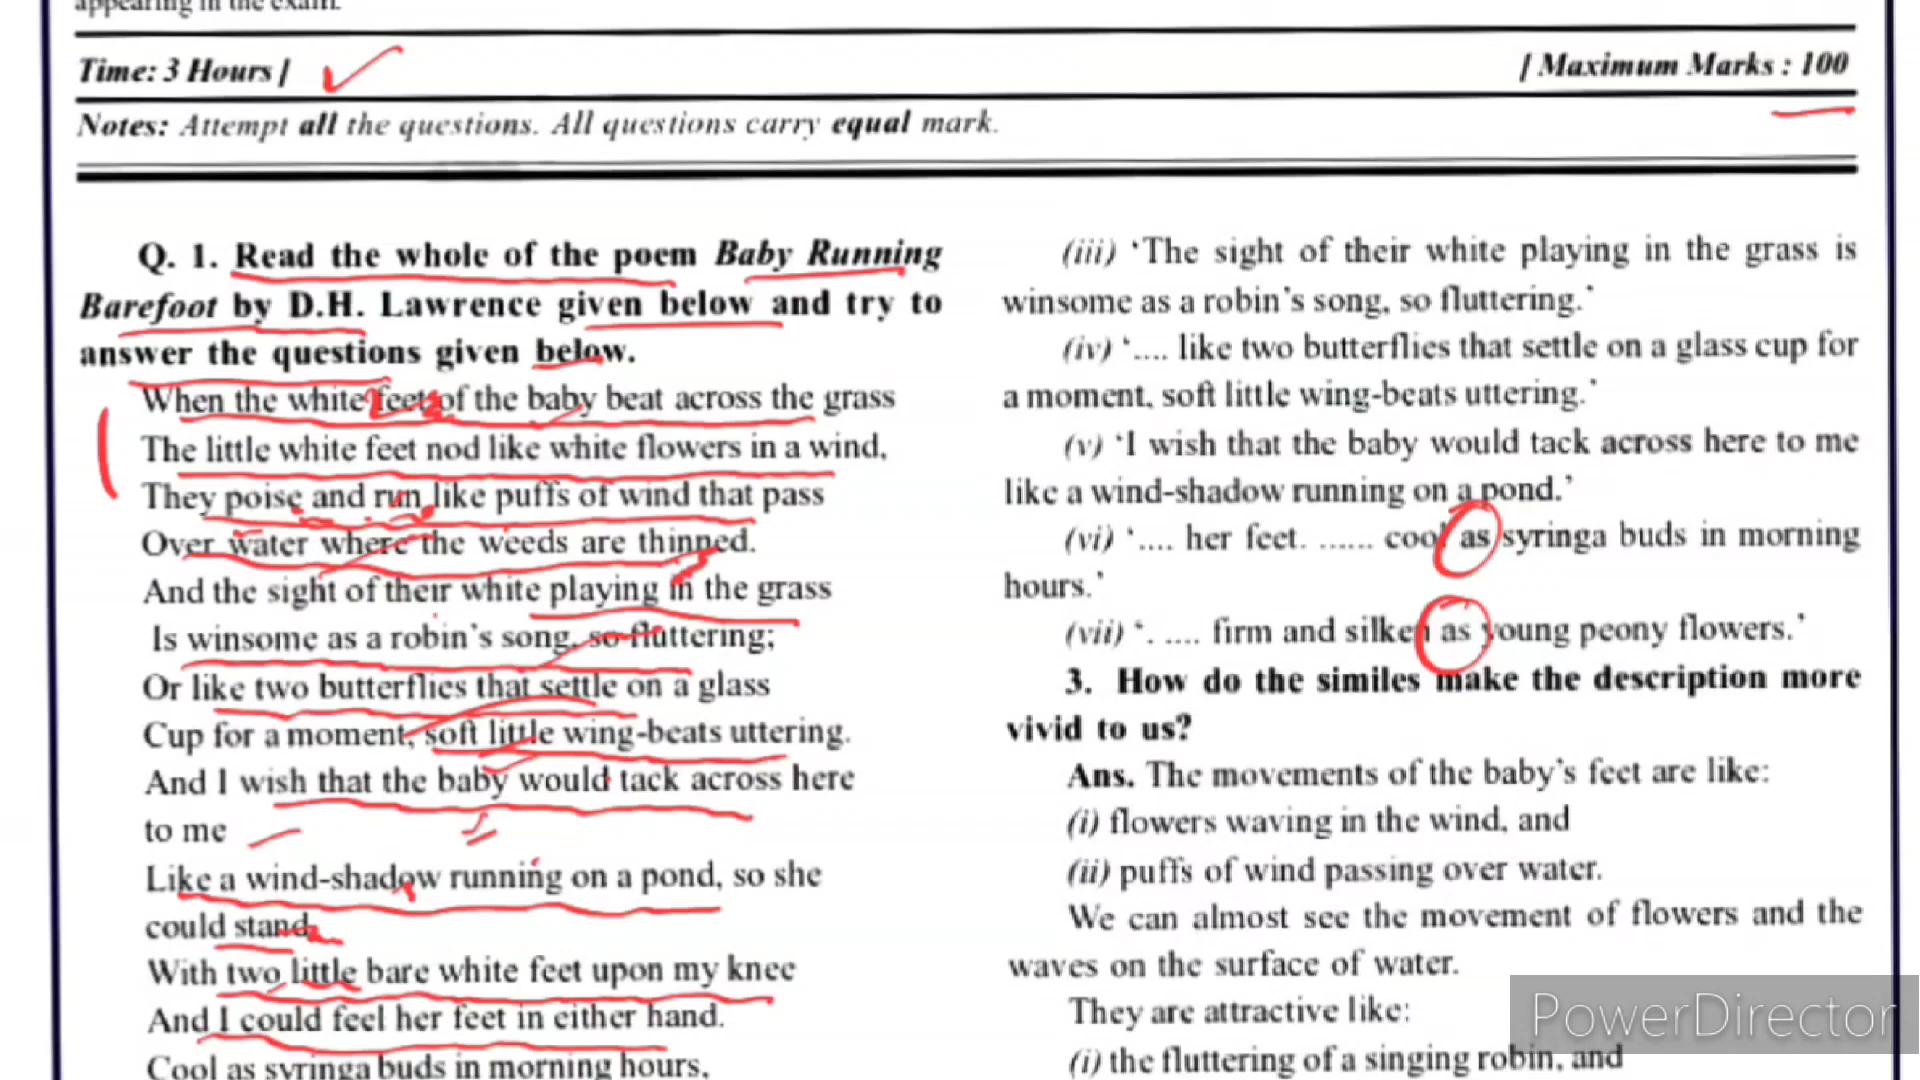 appearing in the exam.
Time: 3 Hours ]
[ Maximum Marks : 100
Notes: Attempt all the questions. All questions carry equal mark.
Q. 1. Read the whole of the poem Baby Running
Barefoot by D.H. Lawrence given below and try to
answer the questions given below.
When the white feet of the baby beat across the grass
The little white feet nod like white flowers in a wind,
They poise and run like puffs of wind that pass
Over water where the weeds are thinned.
And the sight of their white playing in the grass
Is winsome as a robin's song, so fluttering;
Or like two butterflies that settle on a glass
Cup for a moment, soft little wing-beats uttering.
And I wish that the baby would tack across here
to me
Like a wind-shadow running on a pond, so she
could stand
With two little bare white feet upon my knee
And I could feel her feet in either hand.
Cool as syringa buds in morning hours,
(iii) 'The sight of their white playing in the grass is
winsome as a robin's song, so fluttering.'
(iv) '.... like two butterflies that settle on a glass cup for
a moment, soft little wing-beats uttering.'
(v) 'I wish that the baby would tack across here to me
like a wind-shadow running on a pond.'
(vi) '.... her feet. ...... cool as syringa buds in morning
hours.'
(vii) '. .... firm and silken as young peony flowers.'
3. How do the similes make the description more
vivid to us?
Ans. The movements of the baby's feet are like:
(i) flowers waving in the wind, and
(ii) puffs of wind passing over water.
We can almost see the movement of flowers and the
waves on the surface of water.
They are attractive like:
(i) the fluttering of a singing robin, and
PowerDirector